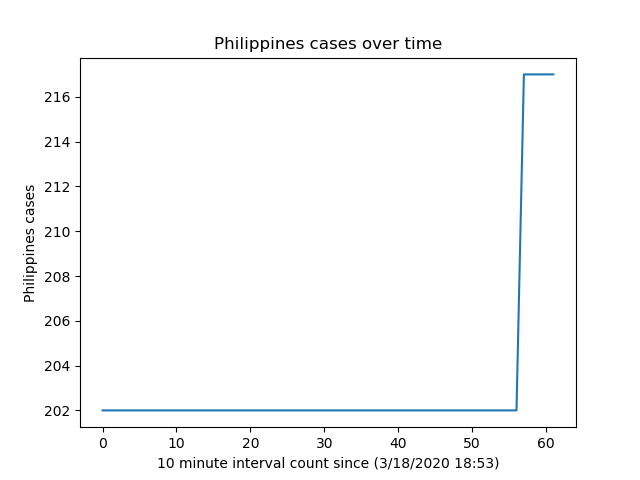 Philippines cases over time
216
214
212
210
208
206
204
202
Philippines cases
0 10 20 30 40 50 60
10 minute interval count since (3/18/2020 18:53)